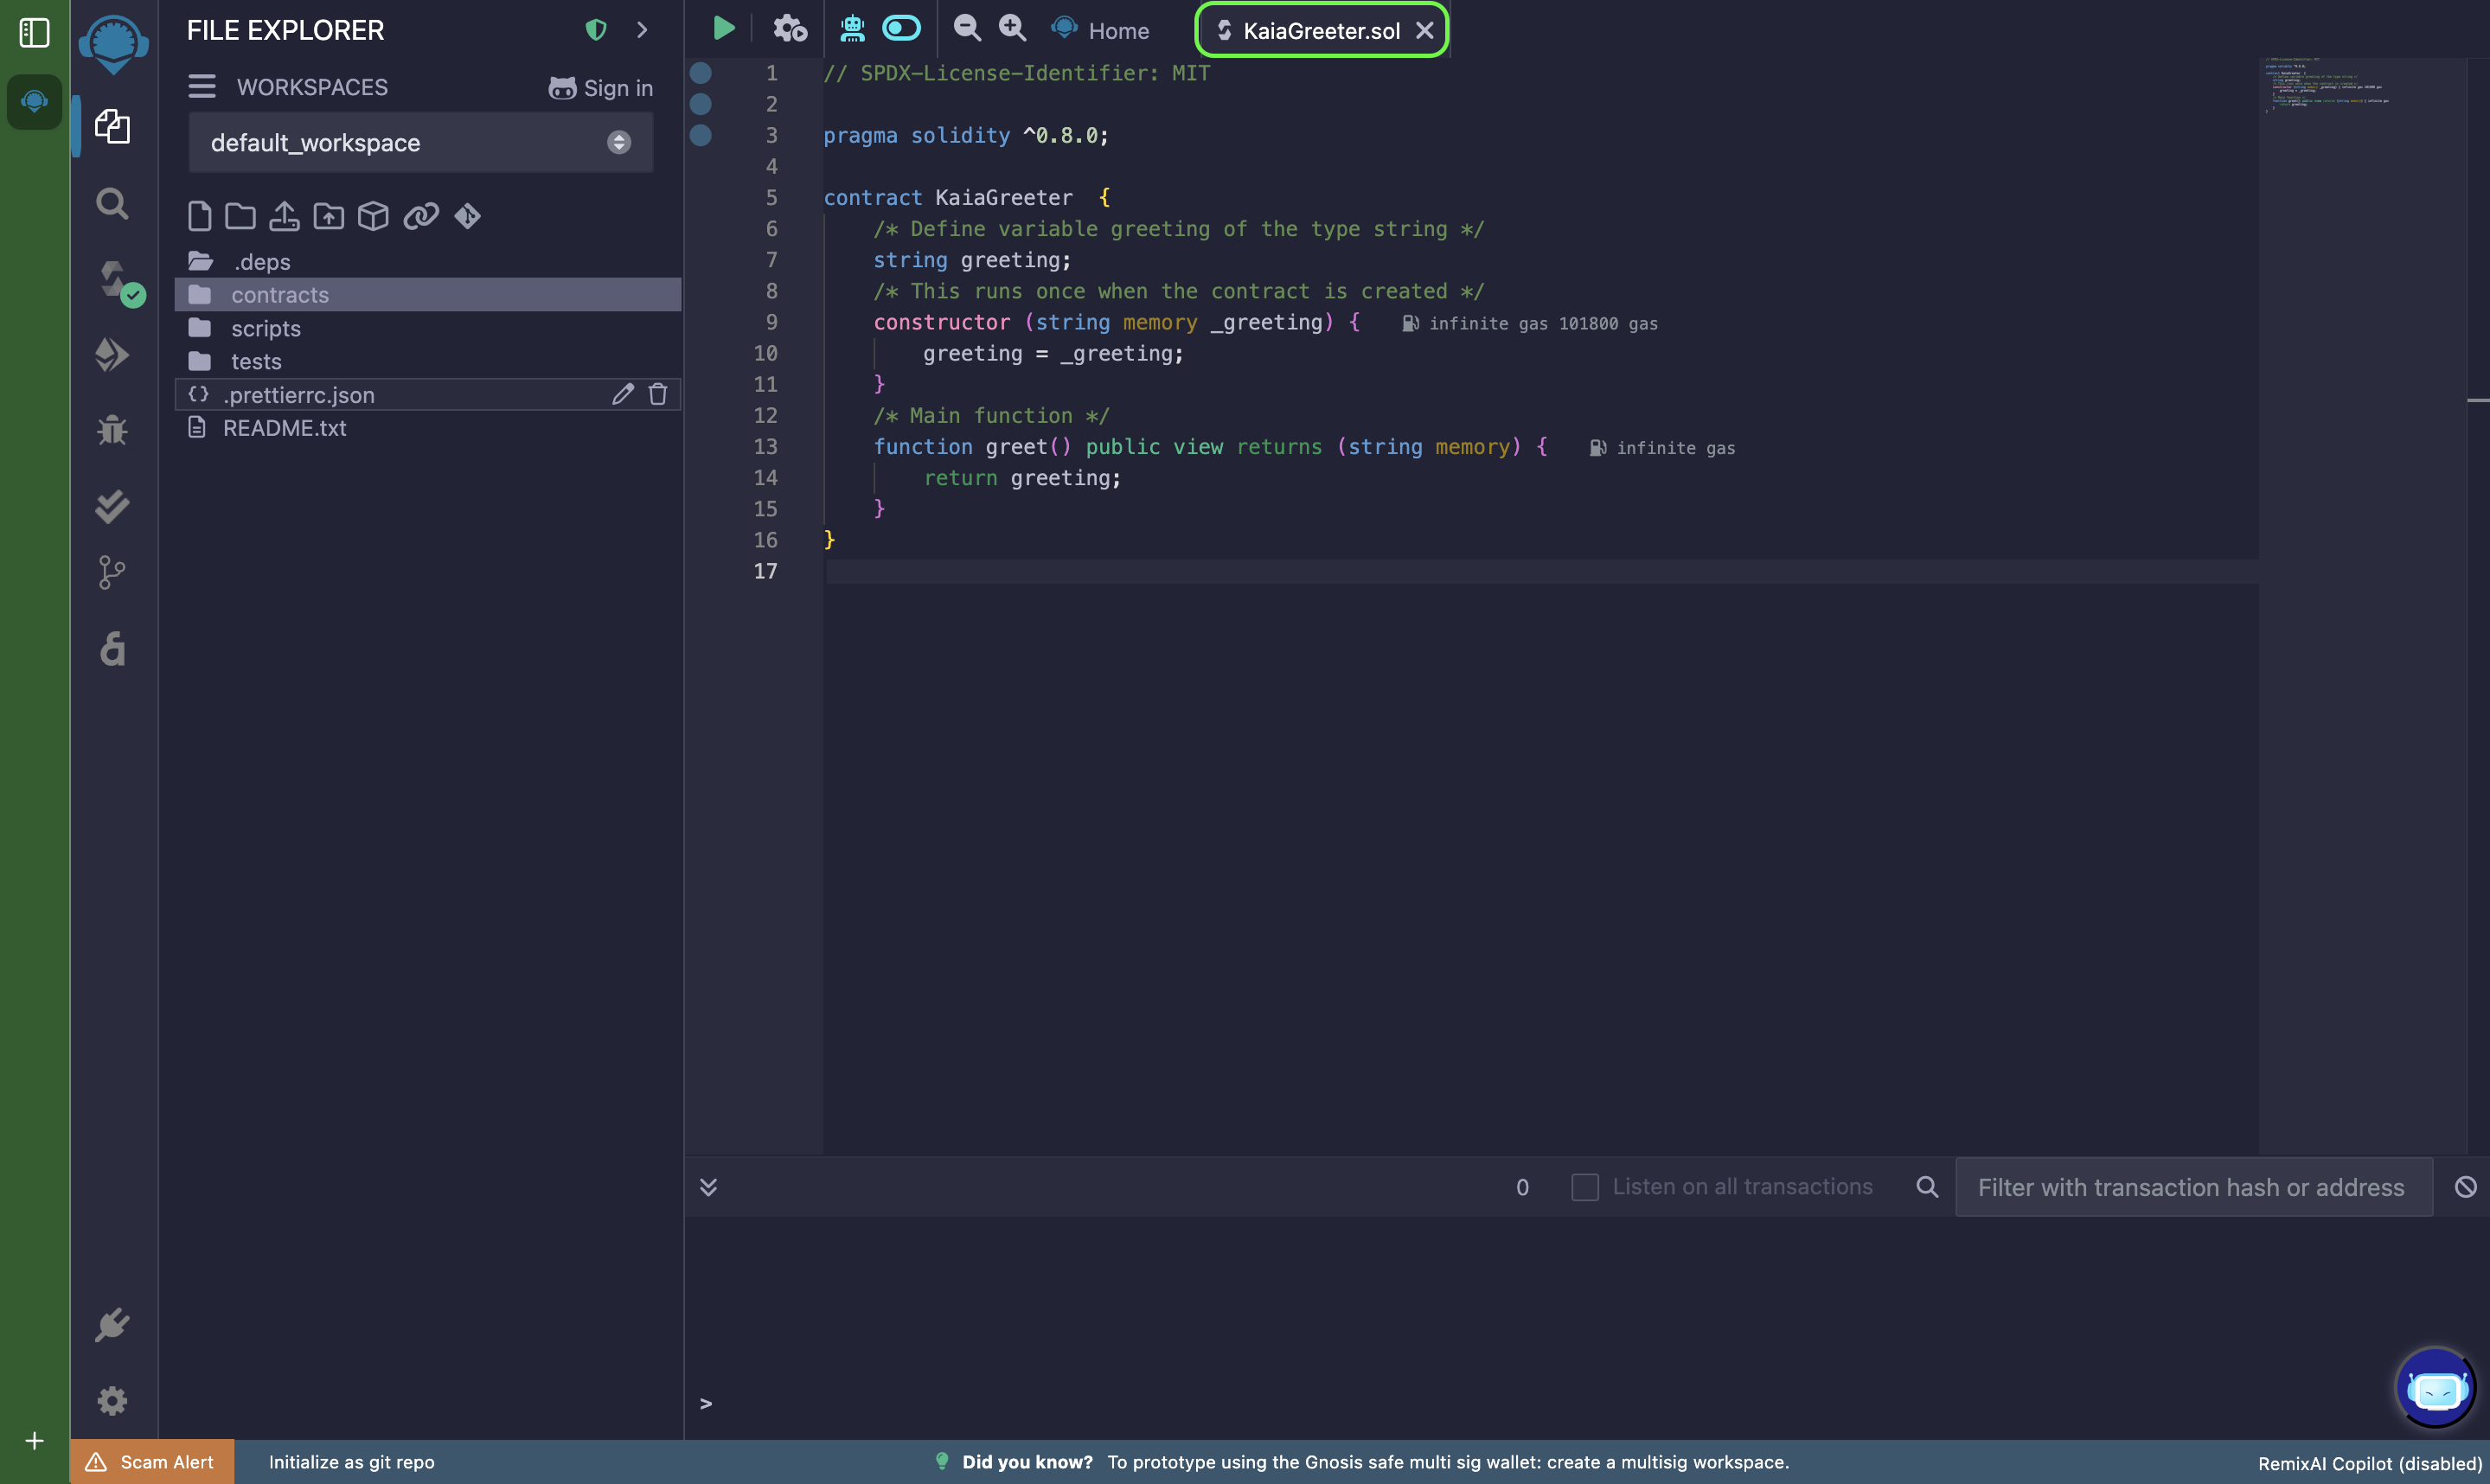 FILE EXPLORER
WORKSPACES
Sign in
default_workspace
.deps
contracts
scripts
tests
{} .prettierrc.json
README.txt
Home
KaiaGreeter.sol
1 // SPDX-License-Identifier: MIT
2
3 pragma solidity ^0.8.0;
4
5 contract KaiaGreeter  {
6     /* Define variable greeting of the type string */
7     string greeting;
8     /* This runs once when the contract is created */
9     constructor (string memory _greeting) {   infinite gas 101800 gas
10         greeting = _greeting;
11     }
12     /* Main function */
13     function greet() public view returns (string memory) {   infinite gas
14         return greeting;
15     }
16 }
17
0
Listen on all transactions
Filter with transaction hash or address
>
Scam Alert
Initialize as git repo
Did you know? To prototype using the Gnosis safe multi sig wallet: create a multisig workspace.
RemixAI Copilot (disabled)